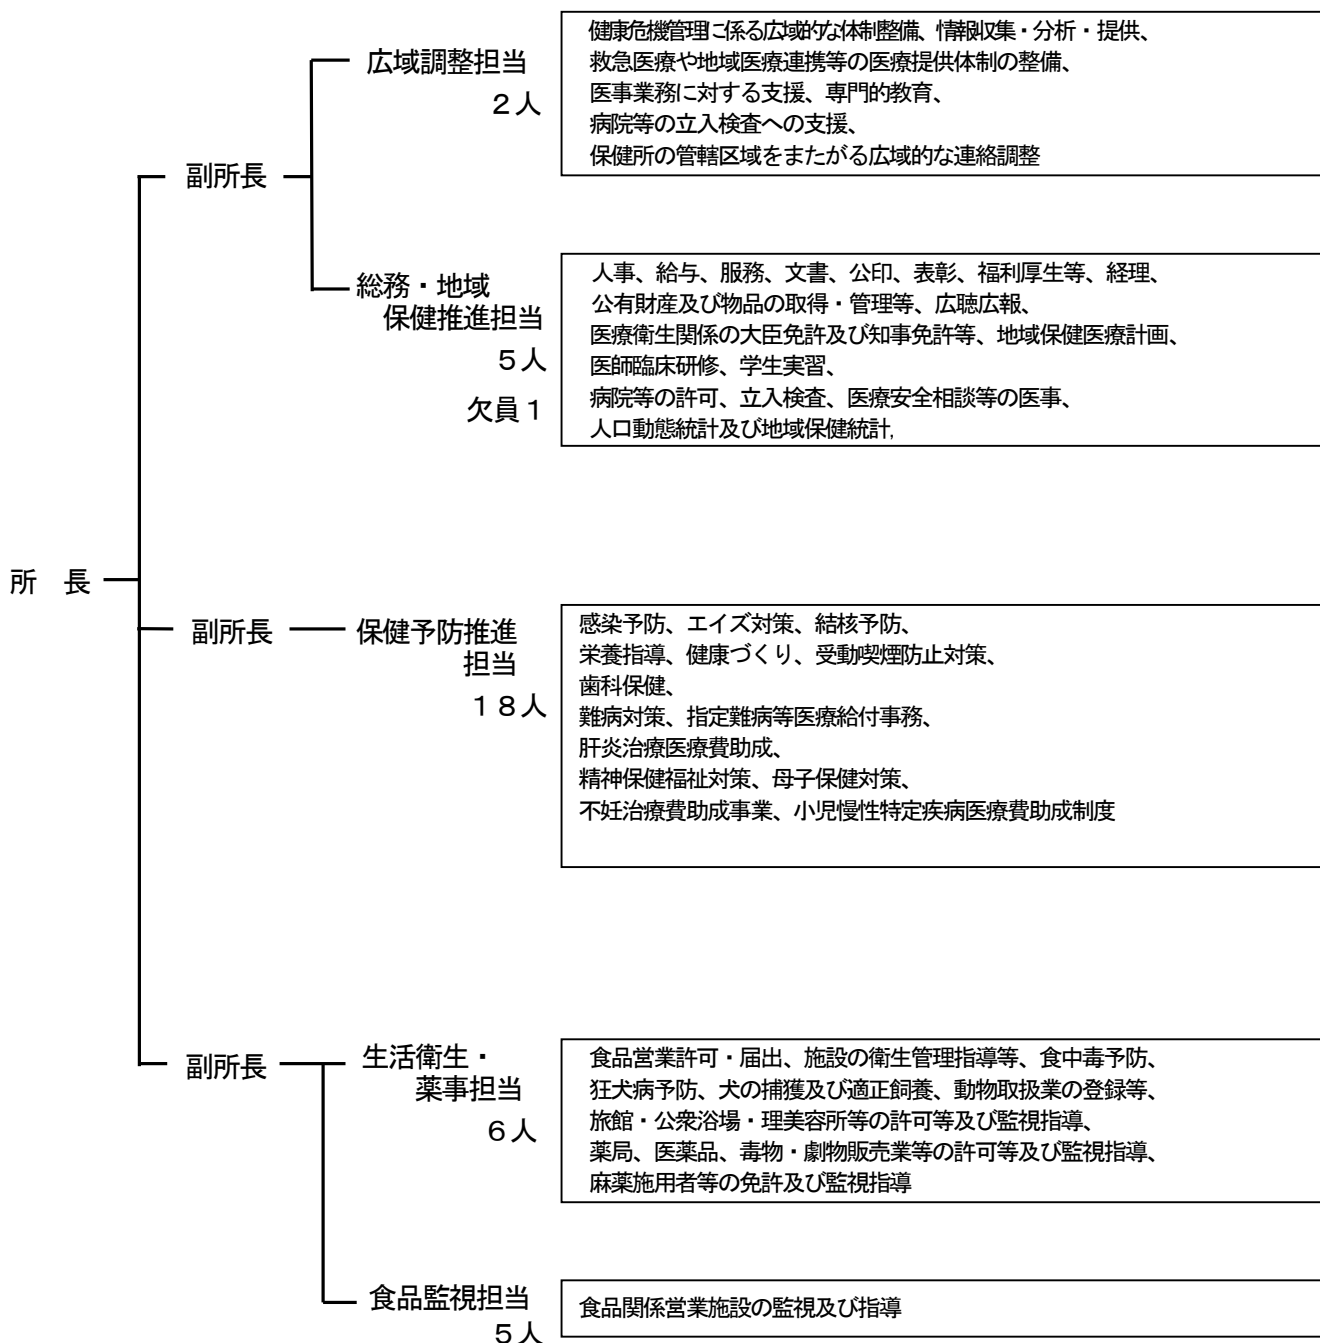 所　長
副所長
広域調整担当
２人
健康危機管理に係る広域的な体制整備、情報収集・分析・提供、
救急医療や地域医療連携等の医療提供体制の整備、
医事業務に対する支援、専門的教育、
病院等の立入検査への支援、
保健所の管轄区域をまたがる広域的な連絡調整
総務・地域
保健推進担当
５人
欠員１
人事、給与、服務、文書、公印、表彰、福利厚生等、経理、
公有財産及び物品の取得・管理等、広聴広報、
医療衛生関係の大臣免許及び知事免許等、地域保健医療計画、
医師臨床研修、学生実習、
病院等の許可、立入検査、医療安全相談等の医事、
人口動態統計及び地域保健統計,
副所長
保健予防推進
担当
１８人
感染予防、エイズ対策、結核予防、
栄養指導、健康づくり、受動喫煙防止対策、
歯科保健、
難病対策、指定難病等医療給付事務、
肝炎治療医療費助成、
精神保健福祉対策、母子保健対策、
不妊治療費助成事業、小児慢性特定疾病医療費助成制度
副所長
生活衛生・
薬事担当
６人
食品営業許可・届出、施設の衛生管理指導等、食中毒予防、
狂犬病予防、犬の捕獲及び適正飼養、動物取扱業の登録等、
旅館・公衆浴場・理美容所等の許可等及び監視指導、
薬局、医薬品、毒物・劇物販売業等の許可等及び監視指導、
麻薬施用者等の免許及び監視指導
食品監視担当
５人
食品関係営業施設の監視及び指導